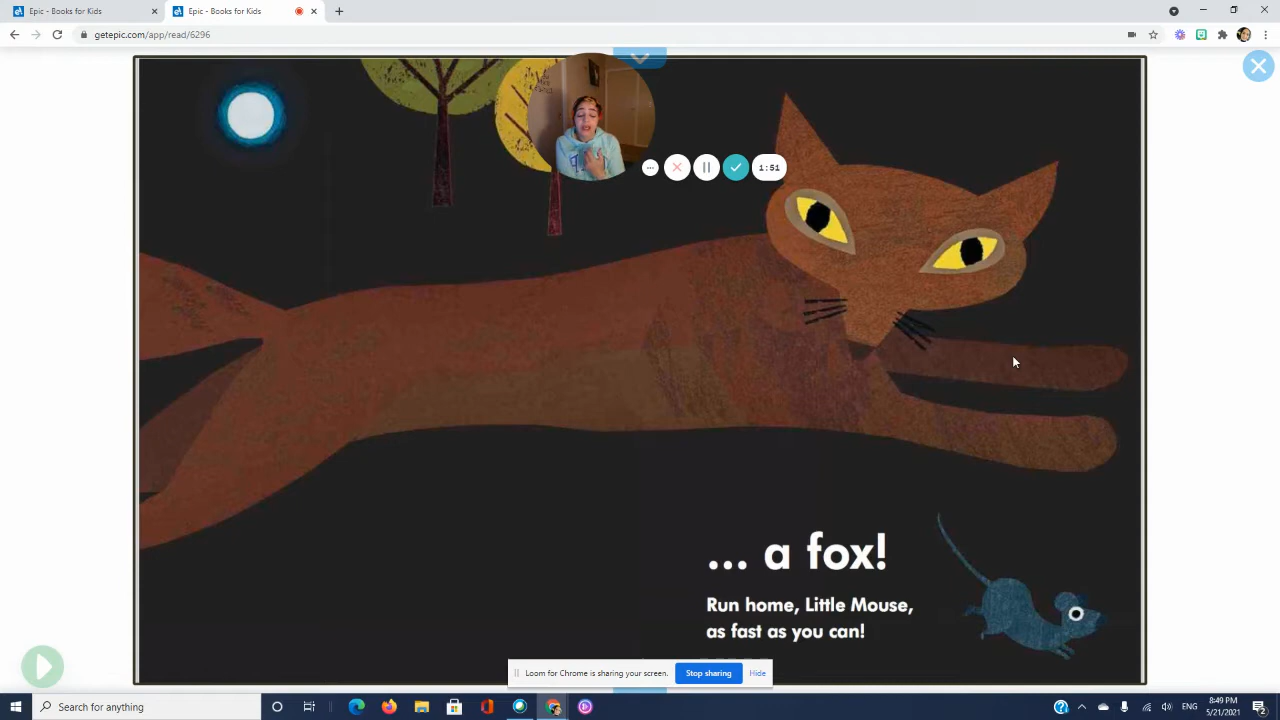 Epic - Books for Kids
Epic - Books for Kids
getepic.com/app/read/6296
1:51
... a fox!
Run home, Little Mouse,
as fast as you can!
Loom for Chrome is sharing your screen.
Stop sharing
Hide
Search for anything
ENG
8:49 PM
5/21/2021
2